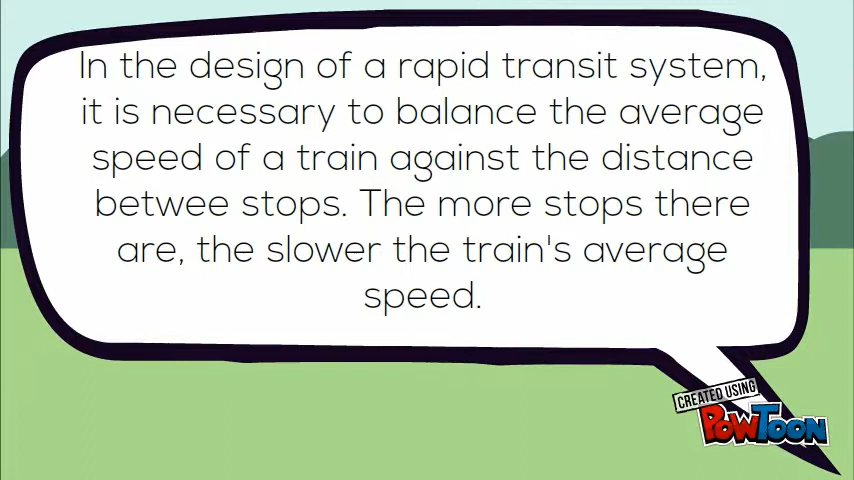 In the design of a rapid transit system,
it is necessary to balance the average
speed of a train against the distance
betwee stops. The more stops there
are, the slower the train's average
speed.
CREATED USING
POWTOON